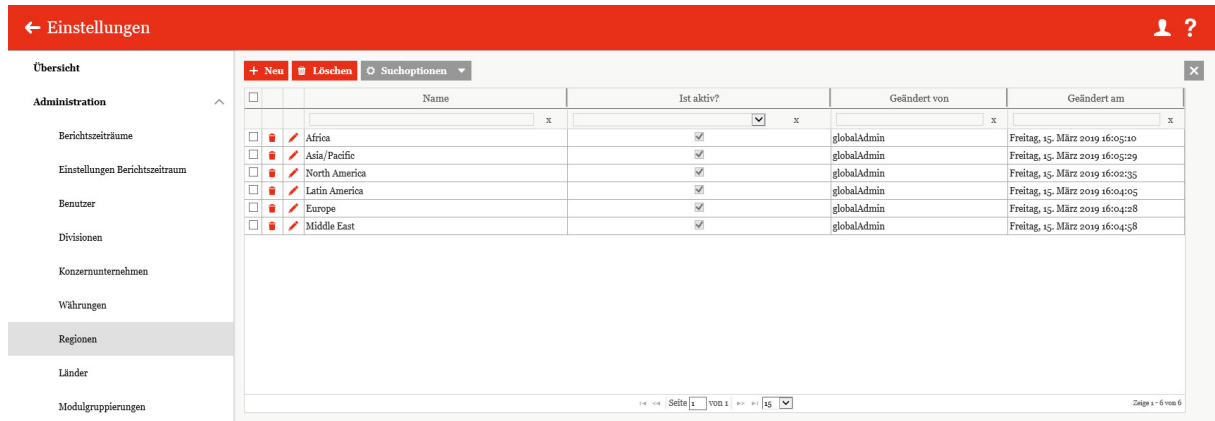 Einstellungen ?
Übersicht
Administration
Berichtszeiträume
Einstellungen Berichtszeitraum
Benutzer
Divisionen
Konzernunternehmen
Währungen
Regionen
Länder
Modulgruppierungen
+ Neu Löschen Suchoptionen
Name Ist aktiv? Geändert von Geändert am
x x x x
Africa globalAdmin Freitag, 15. März 2019 16:05:10
Asia/Pacific globalAdmin Freitag, 15. März 2019 16:05:29
North America globalAdmin Freitag, 15. März 2019 16:02:35
Latin America globalAdmin Freitag, 15. März 2019 16:04:05
Europe globalAdmin Freitag, 15. März 2019 16:04:28
Middle East globalAdmin Freitag, 15. März 2019 16:04:58
Seite 1 von 1 15 Zeige 1 - 6 von 6